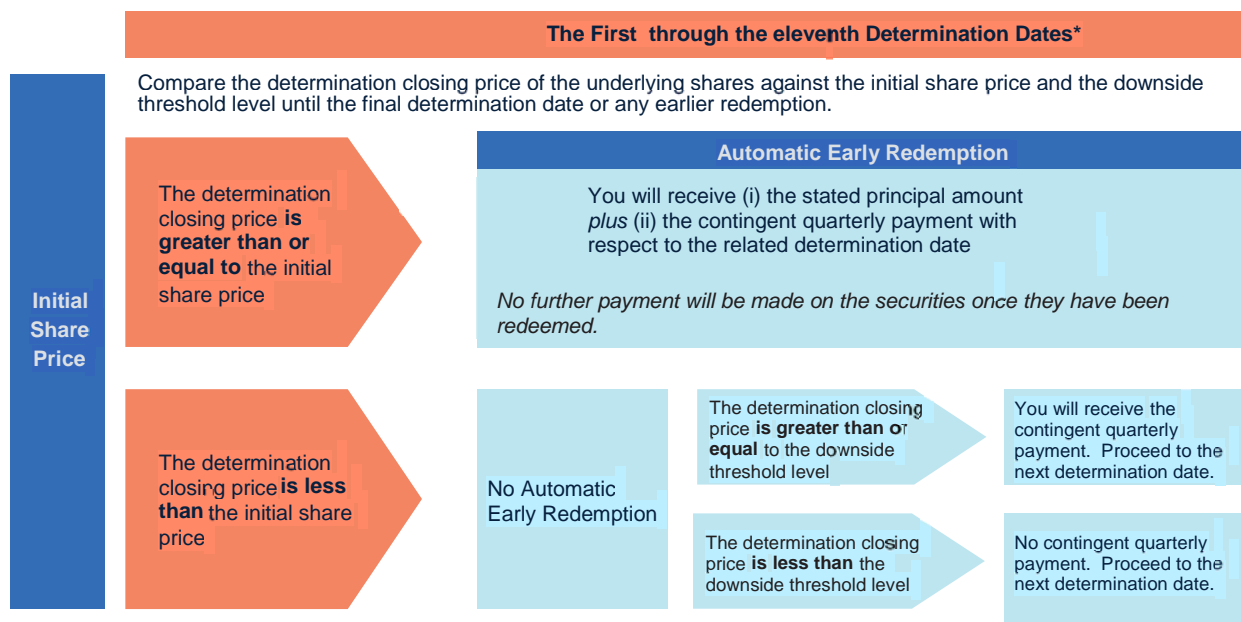 The First through the eleventh Determination Dates*
Compare the determination closing price of the underlying shares against the initial share price and the downside
threshold level until the final determination date or any earlier redemption.
Initial
Share
Price
The determination
closing price is
greater than or
equal to the initial
share price
Automatic Early Redemption
You will receive (i) the stated principal amount
plus (ii) the contingent quarterly payment with
respect to the related determination date
No further payment will be made on the securities once they have been
redeemed.
The determination
closing price is less
than the initial share
price
No Automatic
Early Redemption
The determination closing
price is greater than or
equal to the downside
threshold level
You will receive the
contingent quarterly
payment. Proceed to the
next determination date.
The determination closing
price is less than the
downside threshold level
No contingent quarterly
payment. Proceed to the
next determination date.